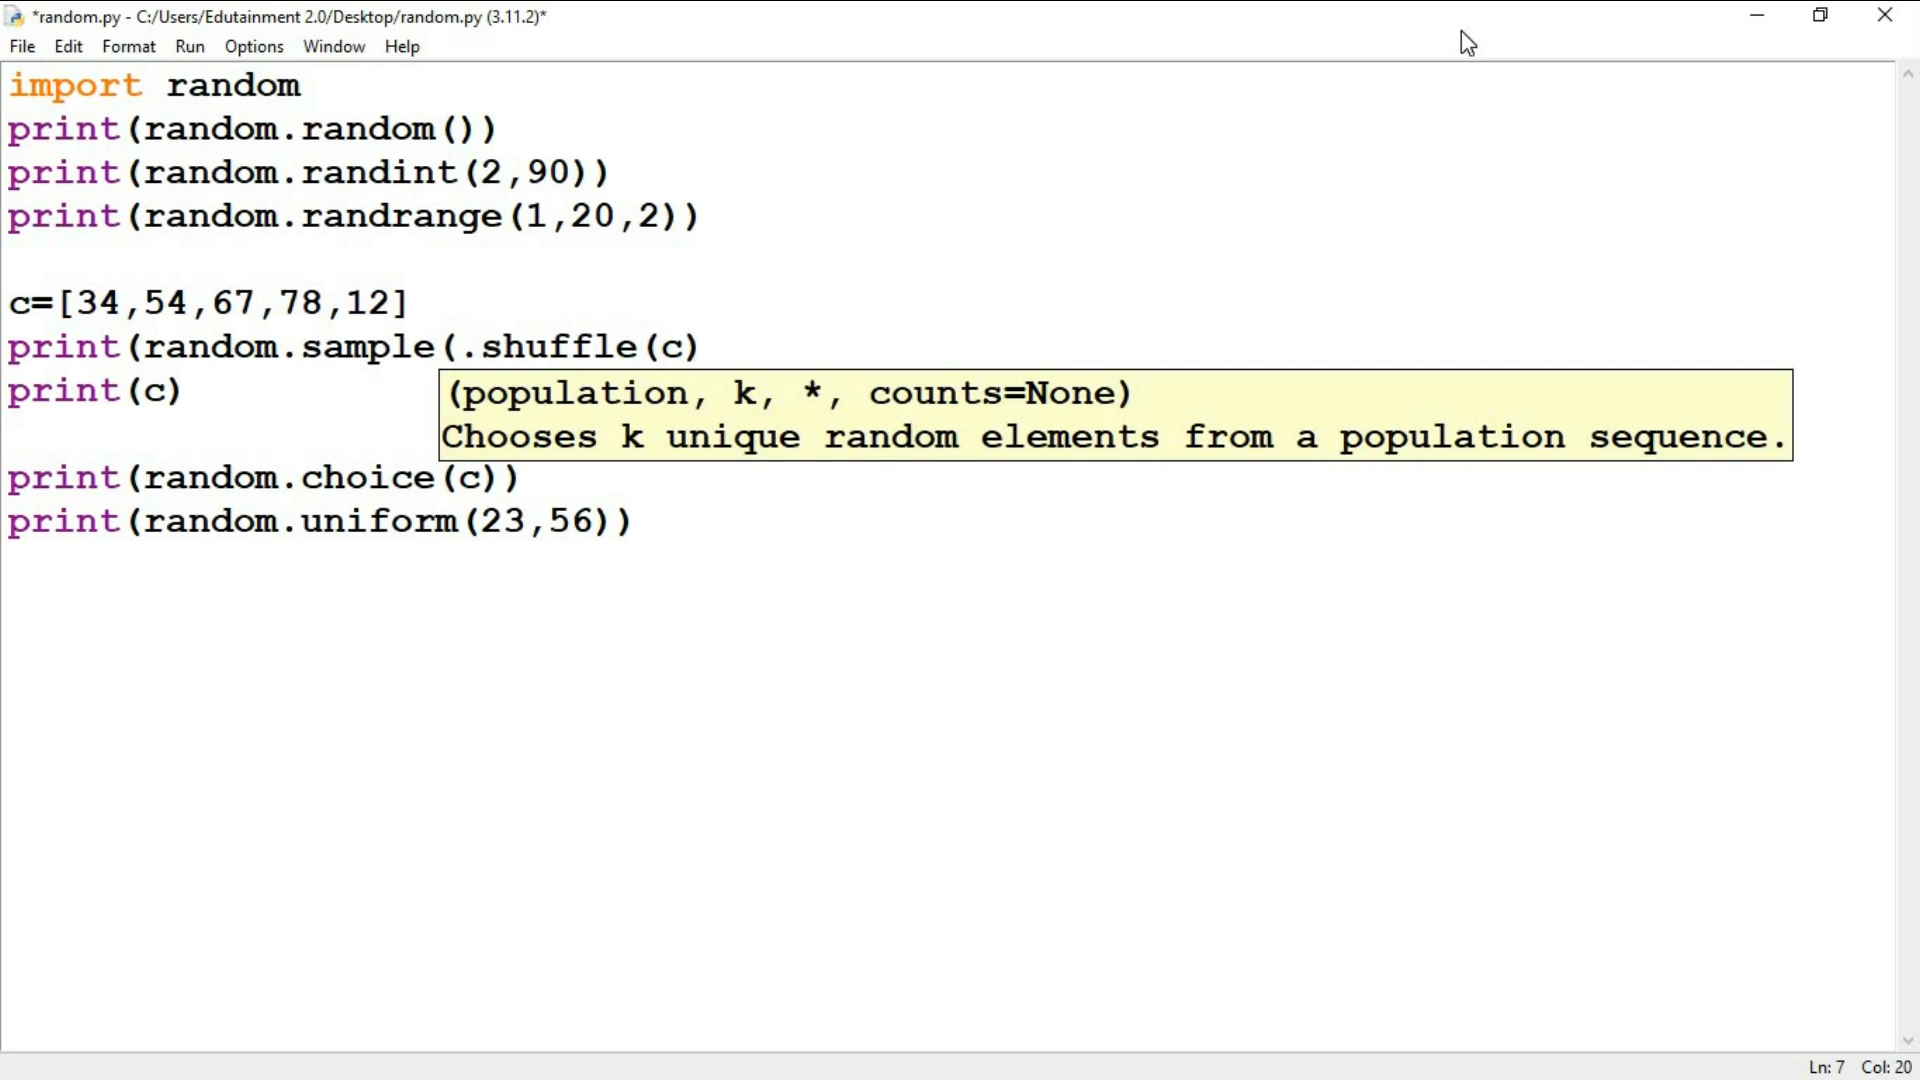 *random.py - C:/Users/Edutainment 2.0/Desktop/random.py (3.11.2)*
File Edit Format Run Options Window Help
import random
print(random.random())
print(random.randint(2,90))
print(random.randrange(1,20,2))
c=[34,54,67,78,12]
print(random.sample(.shuffle(c)
print(c)
(population, k, *, counts=None)
Chooses k unique random elements from a population sequence.
print(random.choice(c))
print(random.uniform(23,56))
Ln: 7 Col: 20